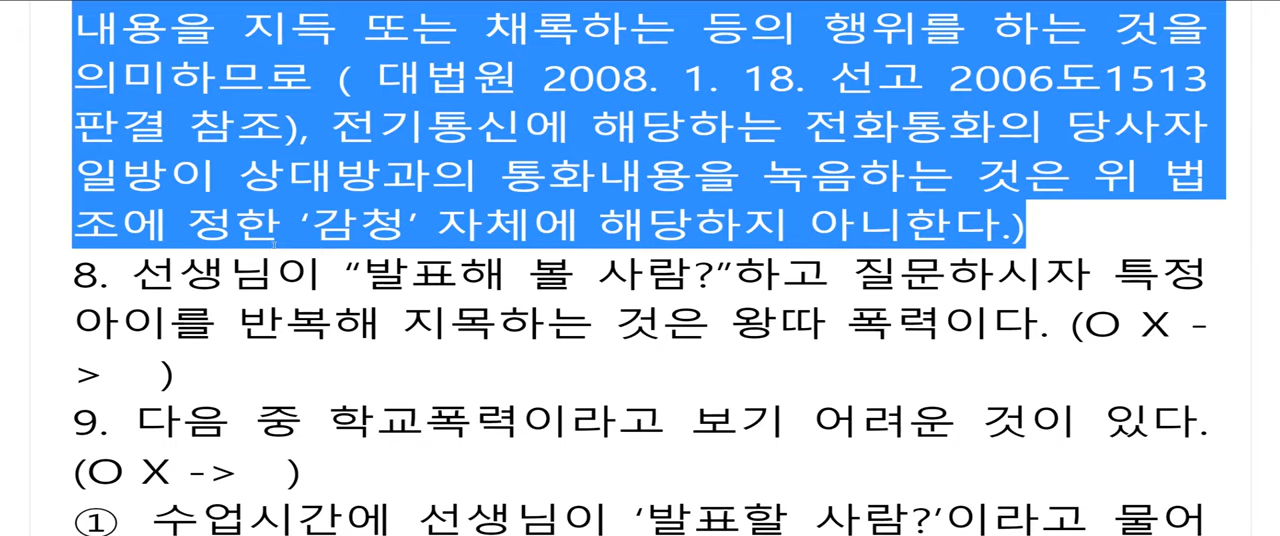 내용을 지득 또는 채록하는 등의 행위를 하는 것을
의미하므로 ( 대법원 2008. 1. 18. 선고 2006도1513
판결 참조), 전기통신에 해당하는 전화통화의 당사자
일방이 상대방과의 통화내용을 녹음하는 것은 위 법
조에 정한 ‘감청’ 자체에 해당하지 아니한다.)
8. 선생님이 “발표해 볼 사람?”하고 질문하시자 특정
아이를 반복해 지목하는 것은 왕따 폭력이다. (O X -
> )
9. 다음 중 학교폭력이라고 보기 어려운 것이 있다.
(O X -> )
① 수업시간에 선생님이 ‘발표할 사람?’이라고 물어